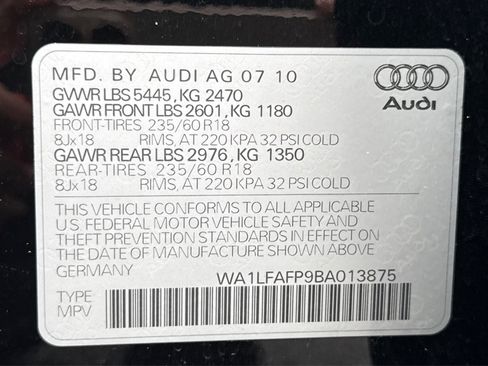 MFD. BY AUDI AG 07 10
GVWR LBS 5445, KG 2470
GAWR FRONT LBS 2601, KG 1180
FRONT-TIRES 235/60 R18
8Jx18 RIMS, AT 220 KPA 32 PSI COLD
GAWR REAR LBS 2976, KG 1350
REAR-TIRES 235/60 R18
8Jx18 RIMS, AT 220 KPA 32 PSI COLD
Audi
THIS VEHICLE CONFORMS TO ALL APPLICABLE
U.S. FEDERAL MOTOR VEHICLE SAFETY AND
THEFT PREVENTION STANDARDS IN EFFECT ON
THE DATE OF MANUFACTURE SHOWN ABOVE.
WA1LFAFP9BA013875
TYPE
MPV